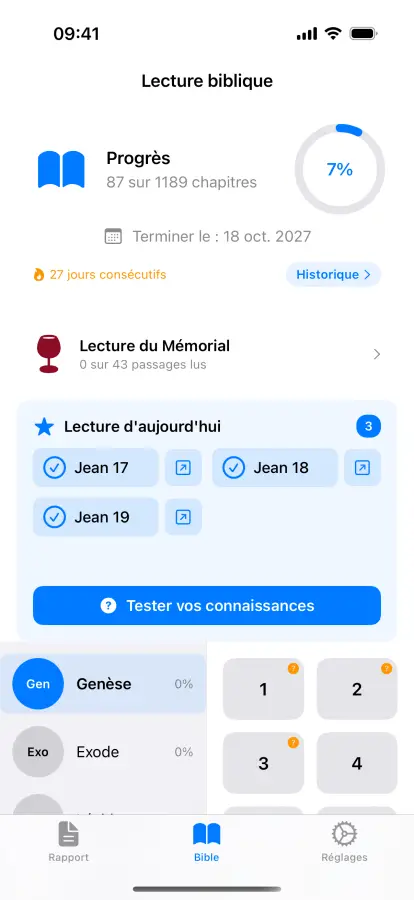 09:41
Lecture biblique
Progrès
87 sur 1189 chapitres
7%
Terminer le : 18 oct. 2027
27 jours consécutifs
Historique
Lecture du Mémorial
0 sur 43 passages lus
Lecture d'aujourd'hui
3
Jean 17
Jean 18
Jean 19
? Tester vos connaissances
Gen Genèse 0%
1 ?
2 ?
Exo Exode 0%
3 ?
4
Rapport
Bible
Réglages